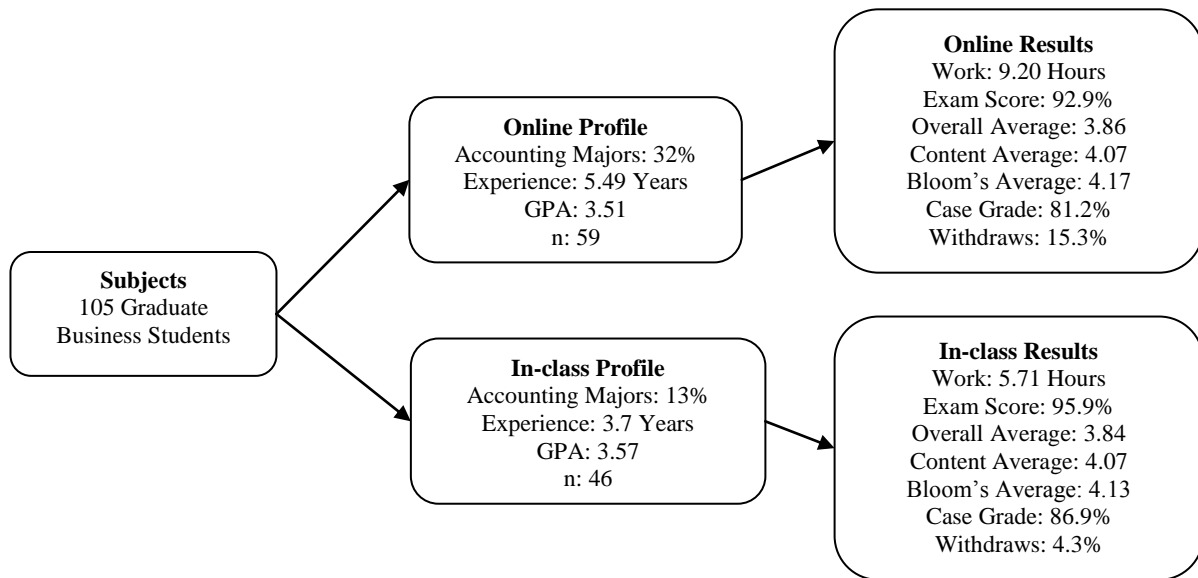 Subjects
105 Graduate
Business Students
Online Profile
Accounting Majors: 32%
Experience: 5.49 Years
GPA: 3.51
n: 59
Online Results
Work: 9.20 Hours
Exam Score: 92.9%
Overall Average: 3.86
Content Average: 4.07
Bloom's Average: 4.17
Case Grade: 81.2%
Withdraws: 15.3%
In-class Profile
Accounting Majors: 13%
Experience: 3.7 Years
GPA: 3.57
n: 46
In-class Results
Work: 5.71 Hours
Exam Score: 95.9%
Overall Average: 3.84
Content Average: 4.07
Bloom's Average: 4.13
Case Grade: 86.9%
Withdraws: 4.3%